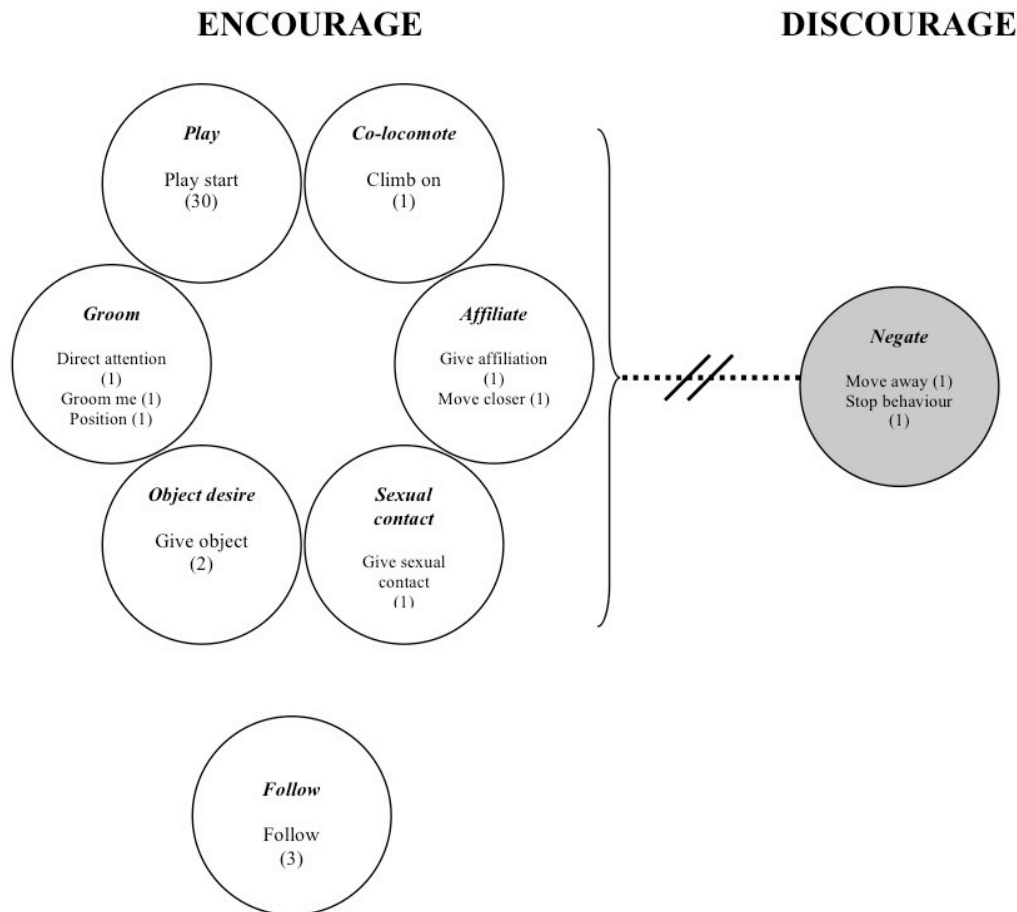 ENCOURAGE
DISCOURAGE
Play
Play start
(30)
Co-locomote
Climb on
(1)
Groom
Direct attention
(1)
Groom me (1)
Position (1)
Affiliate
Give affiliation
(1)
Move closer (1)
Negate
Move away (1)
Stop behaviour
(1)
Object desire
Give object
(2)
Sexual
contact
Give sexual
contact
(1)
Follow
Follow
(3)